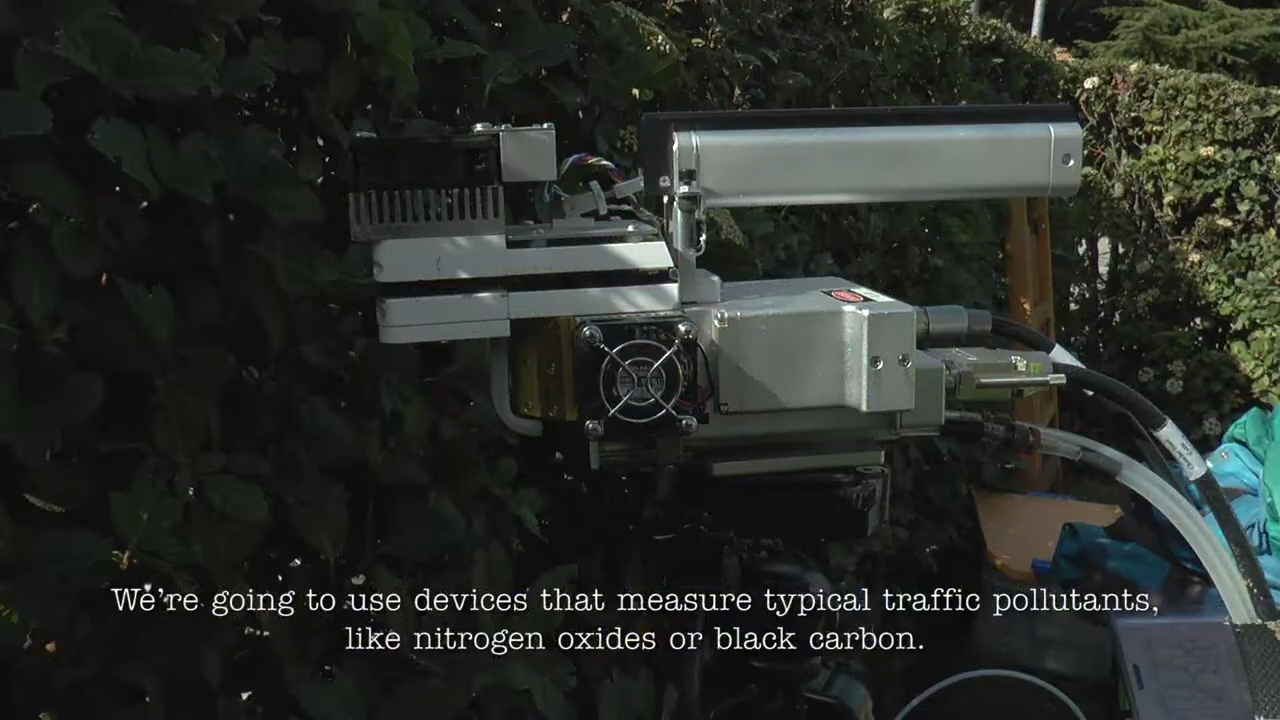 We're going to use devices that measure typical traffic pollutants,
like nitrogen oxides or black carbon.